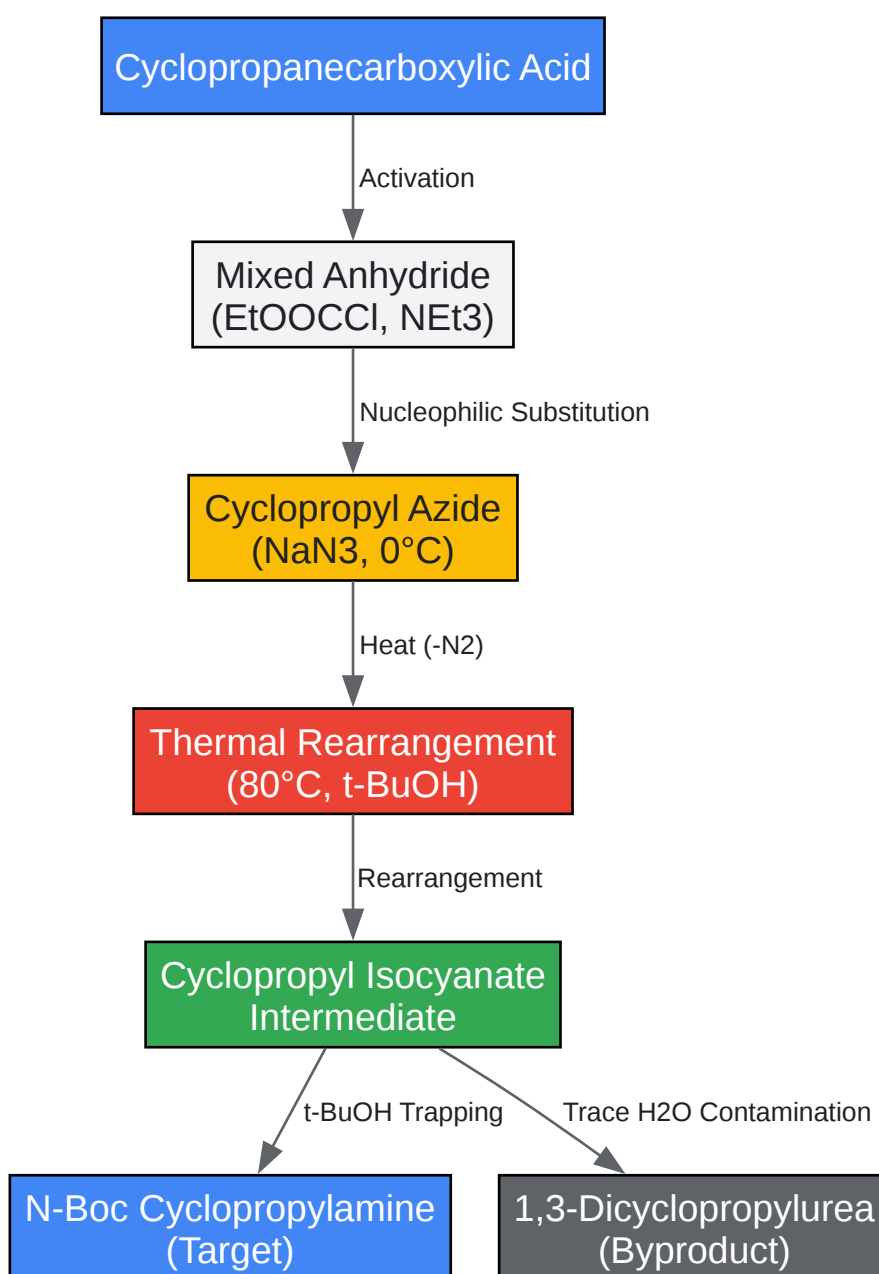 Cyclopropanecarboxylic Acid
Activation
Mixed Anhydride
(EtOOCCl, NEt3)
Nucleophilic Substitution
Cyclopropyl Azide
(NaN3, 0°C)
Heat (-N2)
Thermal Rearrangement
(80°C, t-BuOH)
Rearrangement
Cyclopropyl Isocyanate
Intermediate
t-BuOH Trapping
Trace H2O Contamination
N-Boc Cyclopropylamine
(Target)
1,3-Dicyclopropylurea
(Byproduct)